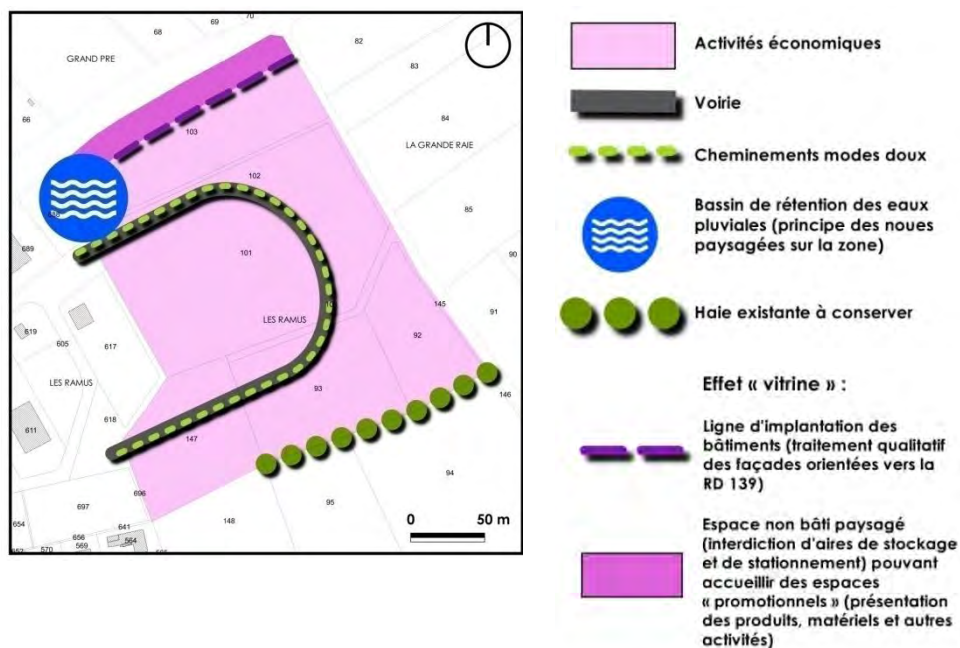 70
69
68
82
GRAND PRE
83
66
84
103
LA GRANDE RAIE
102
85
689
101
90
145
91
619
LES RAMUS
605
617
92
LES RAMUS
93
146
618
611
147
94
696
697
95
654
148
641
656
564
569
570
0 50 m
Activités économiques
Voirie
Cheminements modes doux
Bassin de rétention des eaux
pluviales (principe des noues
paysagées sur la zone)
Haie existante à conserver
Effet « vitrine » :
Ligne d'implantation des
bâtiments (traitement qualitatif
des façades orientées vers la
RD 139)
Espace non bâti paysagé
(interdiction d'aires de stockage
et de stationnement) pouvant
accueillir des espaces
« promotionnels » (présentation
des produits, matériels et autres
activités)